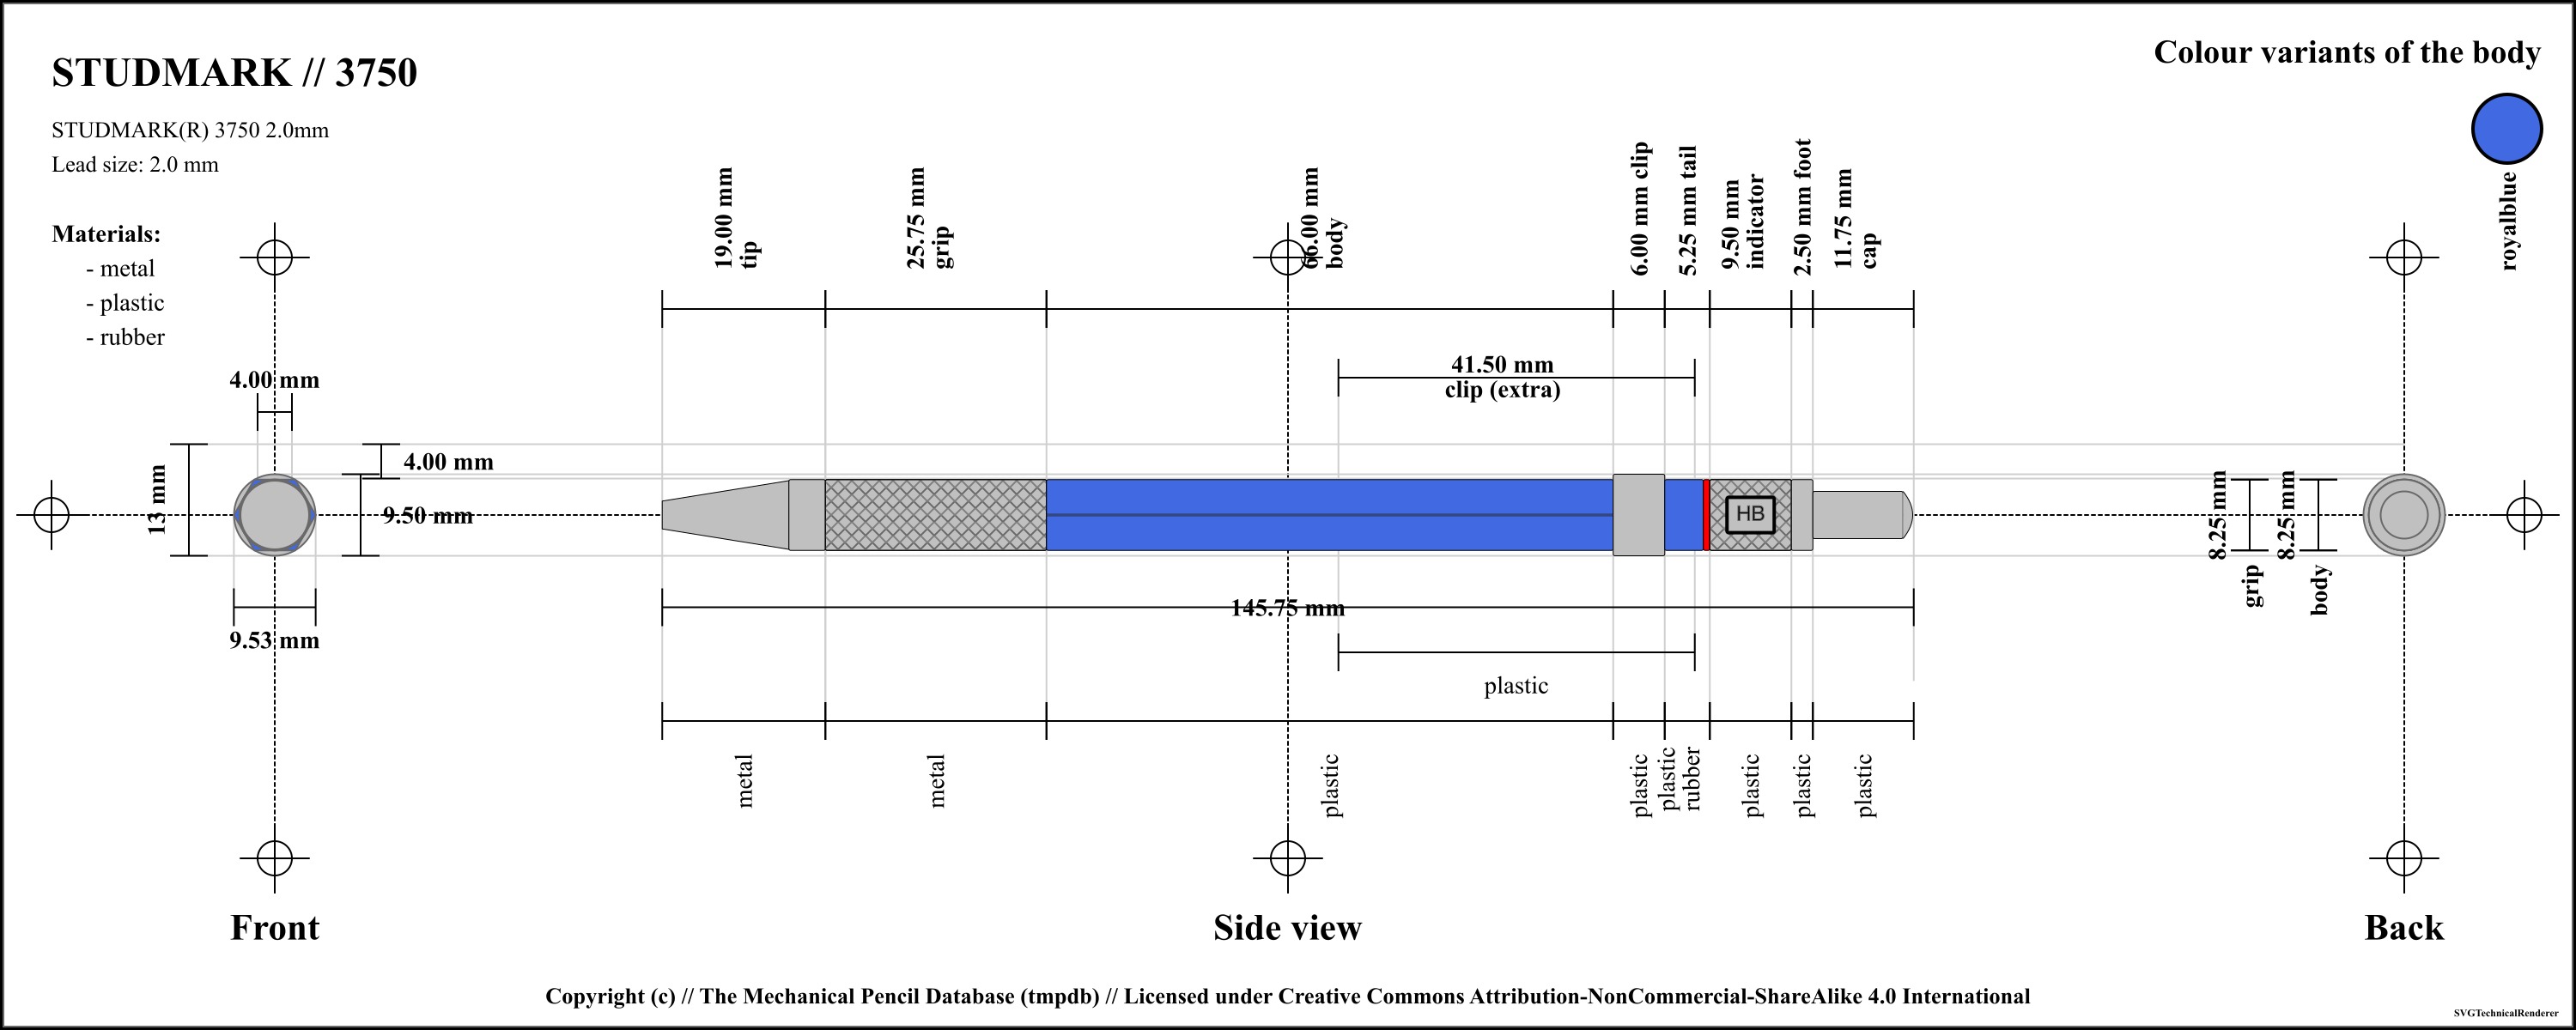 STUDMARK // 3750
Colour variants of the body
STUDMARK(R) 3750 2.0mm
Lead size: 2.0 mm
royalblue
Materials:
- metal
- plastic
- rubber
19.00 mm
tip
25.75 mm
grip
66.00 mm
body
6.00 mm clip
5.25 mm tail
9.50 mm
indicator
2.50 mm foot
11.75 mm
cap
41.50 mm
clip (extra)
4.00 mm
4.00 mm
13 mm
9.50 mm
HB
8.25 mm
grip
8.25 mm
body
9.53 mm
145.75 mm
plastic
metal
metal
plastic
plastic
plastic
rubber
plastic
plastic
plastic
Front
Side view
Back
Copyright (c) // The Mechanical Pencil Database (tmpdb) // Licensed under Creative Commons Attribution-NonCommercial-ShareAlike 4.0 International
SVGTechnicalRenderer